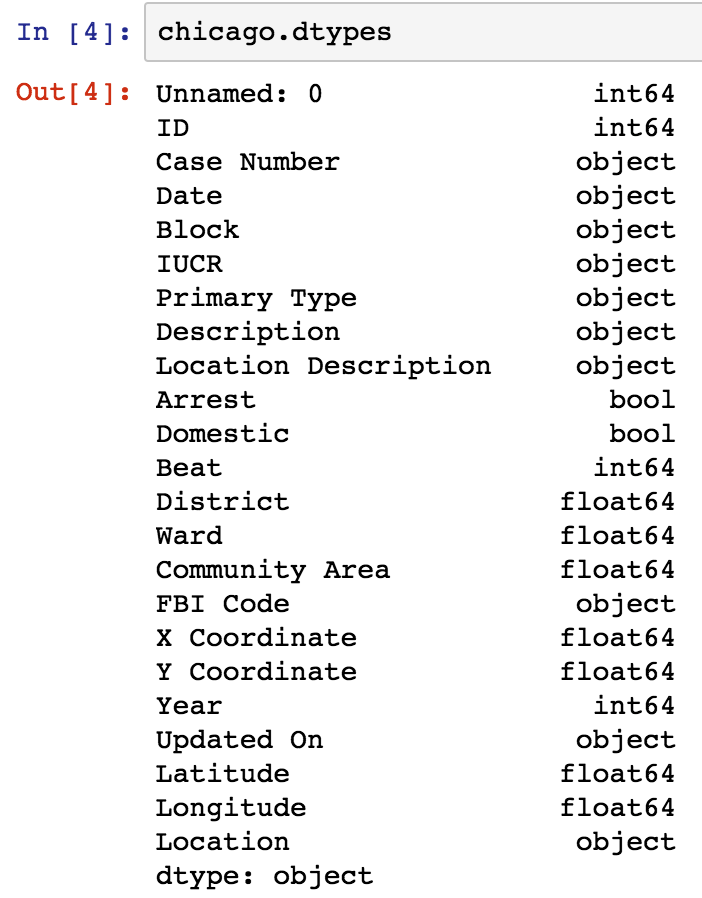 In [4]: chicago.dtypes
Out[4]: Unnamed: 0 int64
ID int64
Case Number object
Date object
Block object
IUCR object
Primary Type object
Description object
Location Description object
Arrest bool
Domestic bool
Beat int64
District float64
Ward float64
Community Area float64
FBI Code object
X Coordinate float64
Y Coordinate float64
Year int64
Updated On object
Latitude float64
Longitude float64
Location object
dtype: object